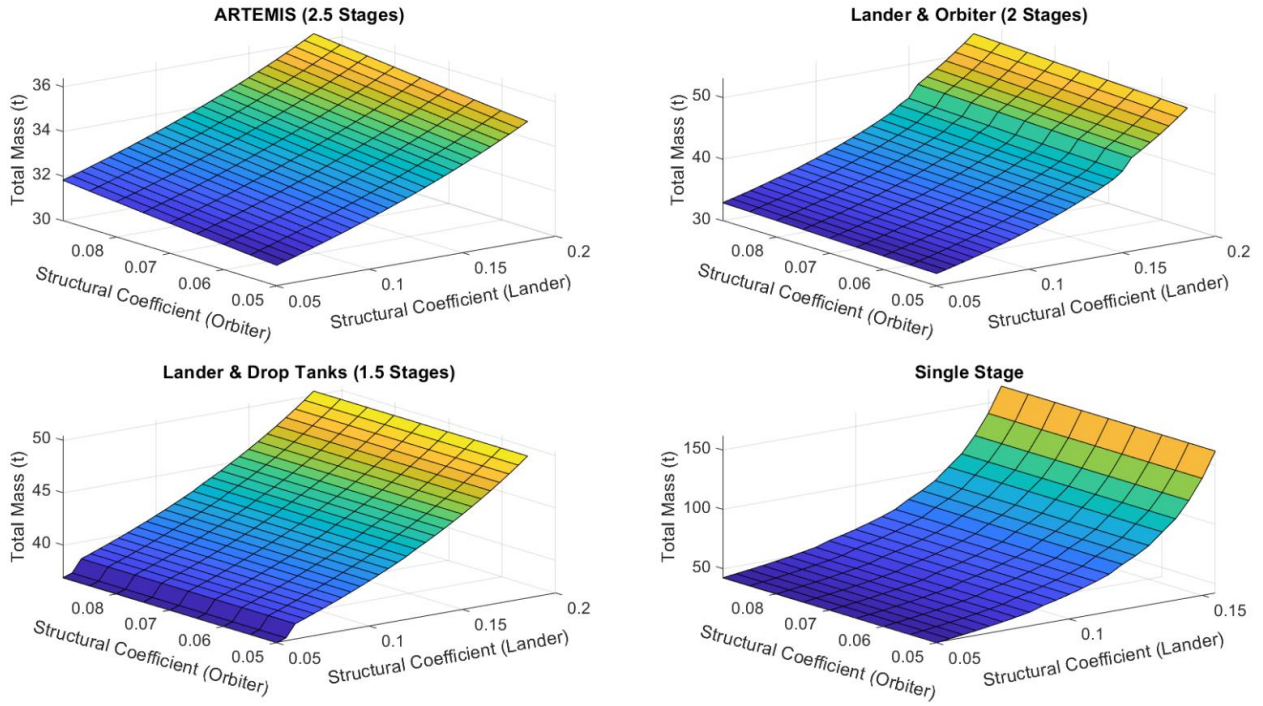 ARTEMIS (2.5 Stages)
36
34
32
30
Total Mass (t)
0.08
0.07
0.06
0.05
Structural Coefficient (Orbiter)
0.05
0.1
0.15
0.2
Structural Coefficient (Lander)
Lander & Orbiter (2 Stages)
50
40
30
Total Mass (t)
0.08
0.07
0.06
0.05
Structural Coefficient (Orbiter)
0.05
0.1
0.15
0.2
Structural Coefficient (Lander)
Lander & Drop Tanks (1.5 Stages)
50
45
40
Total Mass (t)
0.08
0.07
0.06
0.05
Structural Coefficient (Orbiter)
0.05
0.1
0.15
0.2
Structural Coefficient (Lander)
Single Stage
150
100
50
Total Mass (t)
0.08
0.07
0.06
0.05
Structural Coefficient (Orbiter)
0.05
0.1
0.15
Structural Coefficient (Lander)